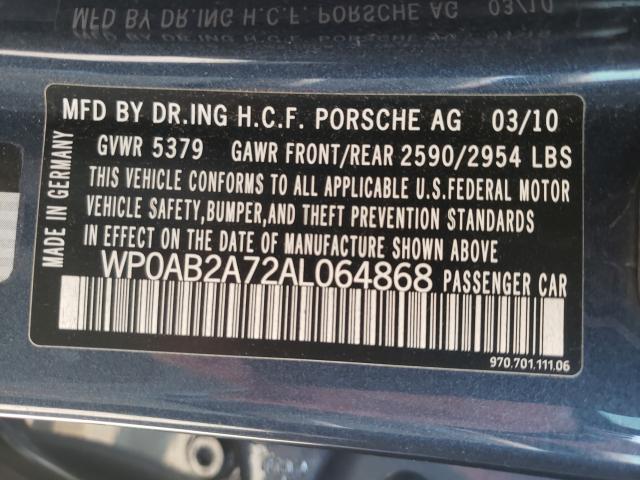 MFD BY DR.ING H.C.F. PORSCHE AG 03/10
MFD BY DR.ING H.C.F. PORSCHE AG 03/10
GVWR 5379 GAWR FRONT/REAR 2590/2954 LBS
THIS VEHICLE CONFORMS TO ALL APPLICABLE U.S.FEDERAL MOTOR
VEHICLE SAFETY,BUMPER,AND THEFT PREVENTION STANDARDS
IN EFFECT ON THE DATE OF MANUFACTURE SHOWN ABOVE
WP0AB2A72AL064868 PASSENGER CAR
MADE IN GERMANY
970.701.111.06